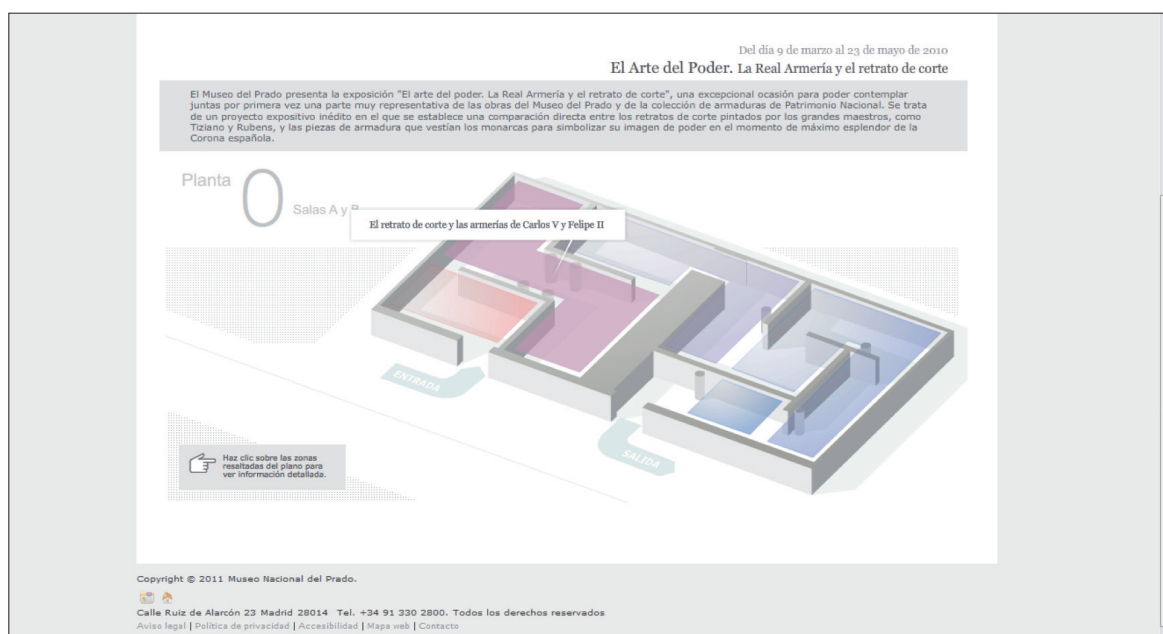 Del día 9 de marzo al 23 de mayo de 2010
El Arte del Poder. La Real Armería y el retrato de corte
El Museo del Prado presenta la exposición "El arte del poder. La Real Armería y el retrato de corte", una excepcional ocasión para poder contemplar
juntas por primera vez una parte muy representativa de las obras del Museo del Prado y de la colección de armaduras de Patrimonio Nacional. Se trata
de un proyecto expositivo inédito en el que se establece una comparación directa entre los retratos de corte pintados por los grandes maestros, como
Tiziano y Rubens, y las piezas de armadura que vestían los monarcas para simbolizar su imagen de poder en el momento de máximo esplendor de la
Corona española.
Planta 0
Salas A y
El retrato de corte y las armerías de Carlos V y Felipe II
ENTRADA
SALIDA
Haz clic sobre las zonas
resaltadas del plano para
ver información detallada.
Copyright © 2011 Museo Nacional del Prado.
Calle Ruiz de Alarcón 23 Madrid 28014 Tel. +34 91 330 2800. Todos los derechos reservados
Aviso legal | Política de privacidad | Accesibilidad | Mapa web | Contacto